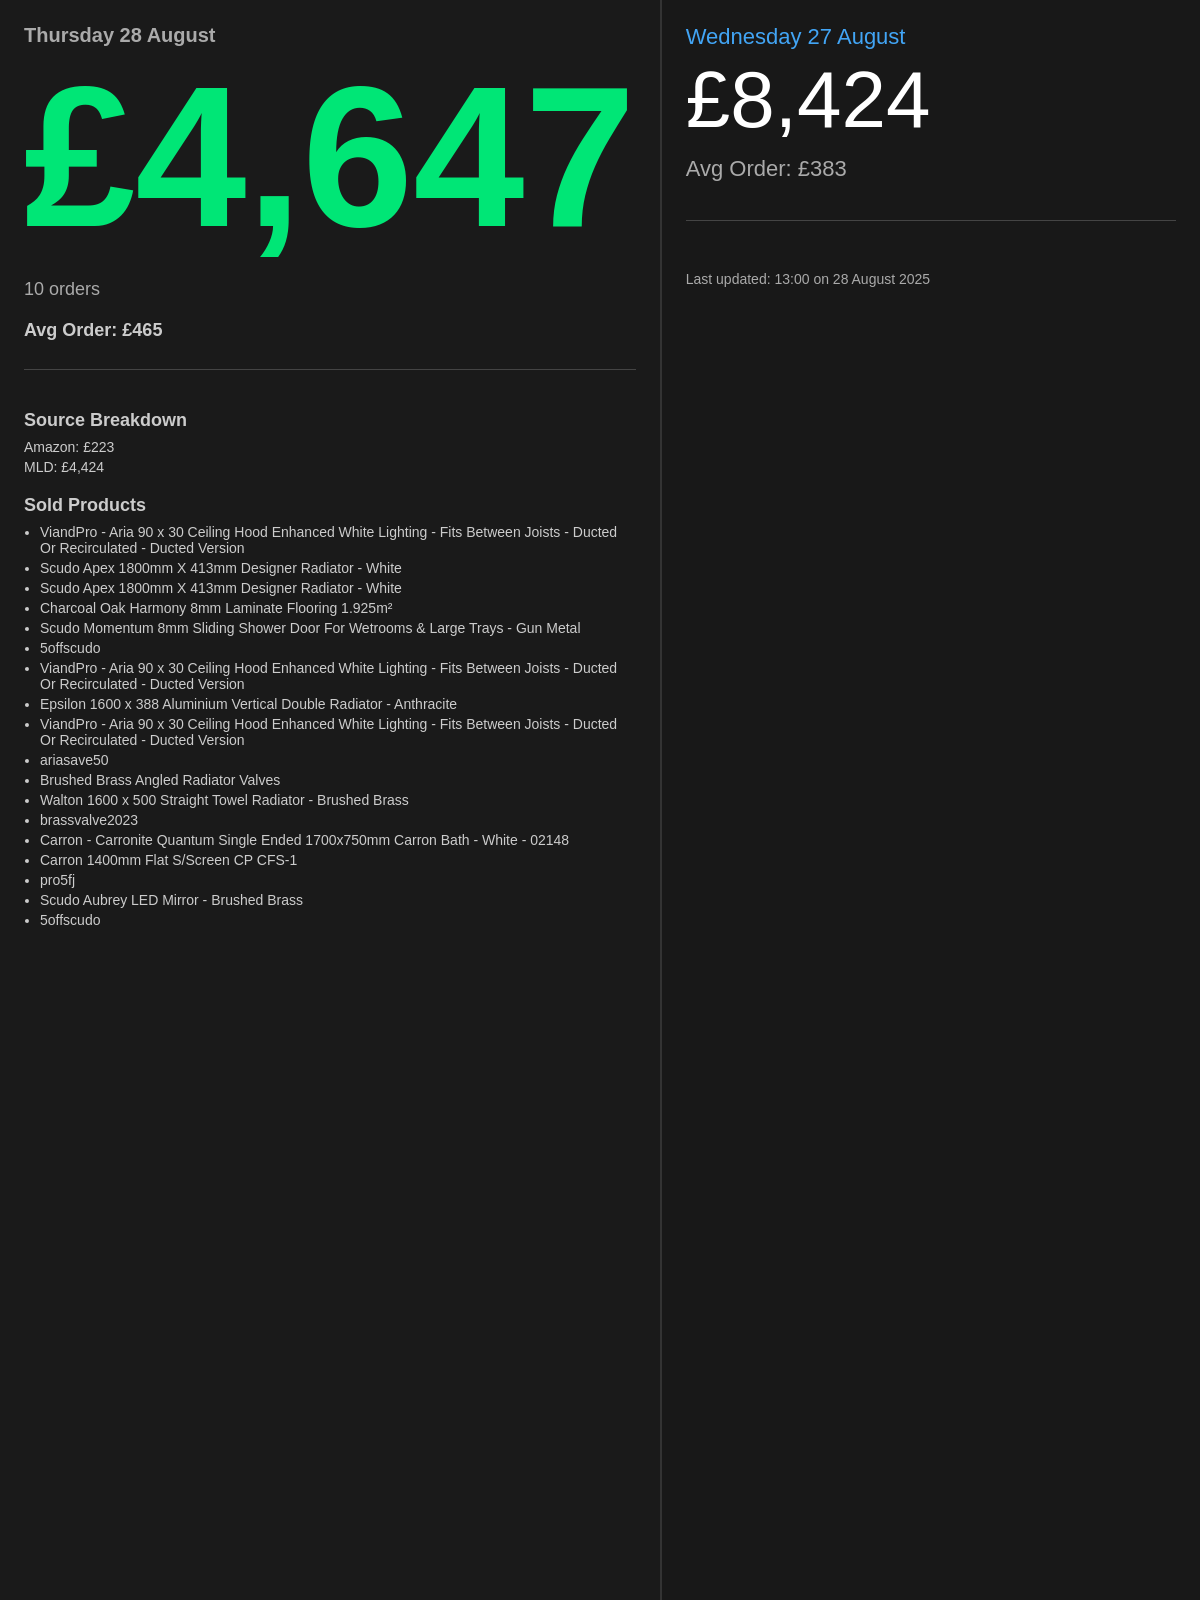 Thursday 28 August
£4,647
10 orders
Avg Order: £465
Source Breakdown
Amazon: £223
MLD: £4,424
Sold Products
• ViandPro - Aria 90 x 30 Ceiling Hood Enhanced White Lighting - Fits Between Joists - Ducted
Or Recirculated - Ducted Version
• Scudo Apex 1800mm X 413mm Designer Radiator - White
• Scudo Apex 1800mm X 413mm Designer Radiator - White
• Charcoal Oak Harmony 8mm Laminate Flooring 1.925m²
• Scudo Momentum 8mm Sliding Shower Door For Wetrooms & Large Trays - Gun Metal
• 5offscudo
• ViandPro - Aria 90 x 30 Ceiling Hood Enhanced White Lighting - Fits Between Joists - Ducted
Or Recirculated - Ducted Version
• Epsilon 1600 x 388 Aluminium Vertical Double Radiator - Anthracite
• ViandPro - Aria 90 x 30 Ceiling Hood Enhanced White Lighting - Fits Between Joists - Ducted
Or Recirculated - Ducted Version
• ariasave50
• Brushed Brass Angled Radiator Valves
• Walton 1600 x 500 Straight Towel Radiator - Brushed Brass
• brassvalve2023
• Carron - Carronite Quantum Single Ended 1700x750mm Carron Bath - White - 02148
• Carron 1400mm Flat S/Screen CP CFS-1
• pro5fj
• Scudo Aubrey LED Mirror - Brushed Brass
• 5offscudo
Wednesday 27 August
£8,424
Avg Order: £383
Last updated: 13:00 on 28 August 2025